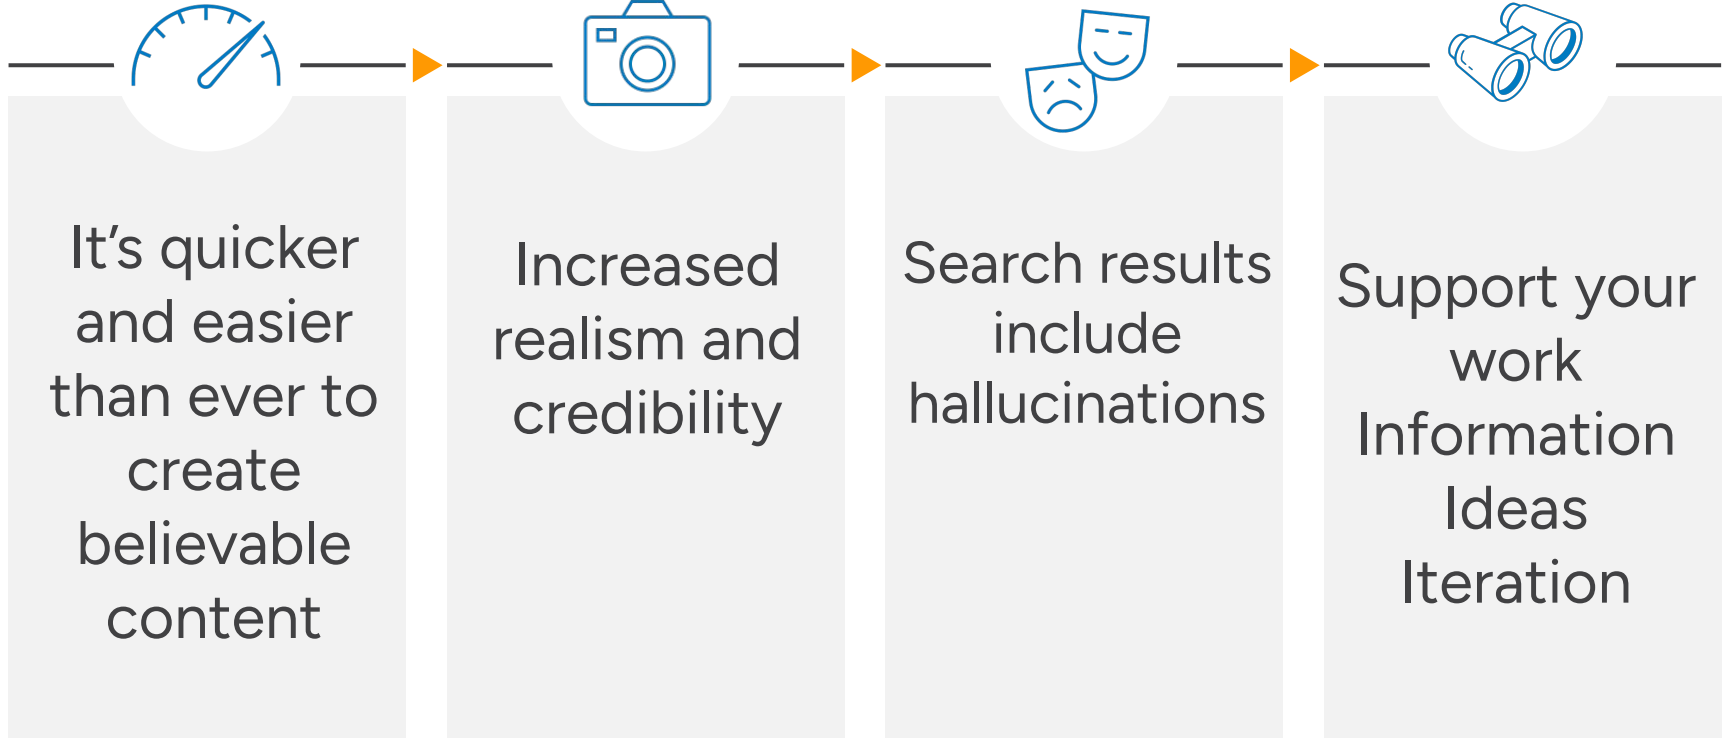 It’s quicker
and easier
than ever to
create
believable
content
Increased
realism and
credibility
Search results
include
hallucinations
Support your
work
Information
Ideas
Iteration